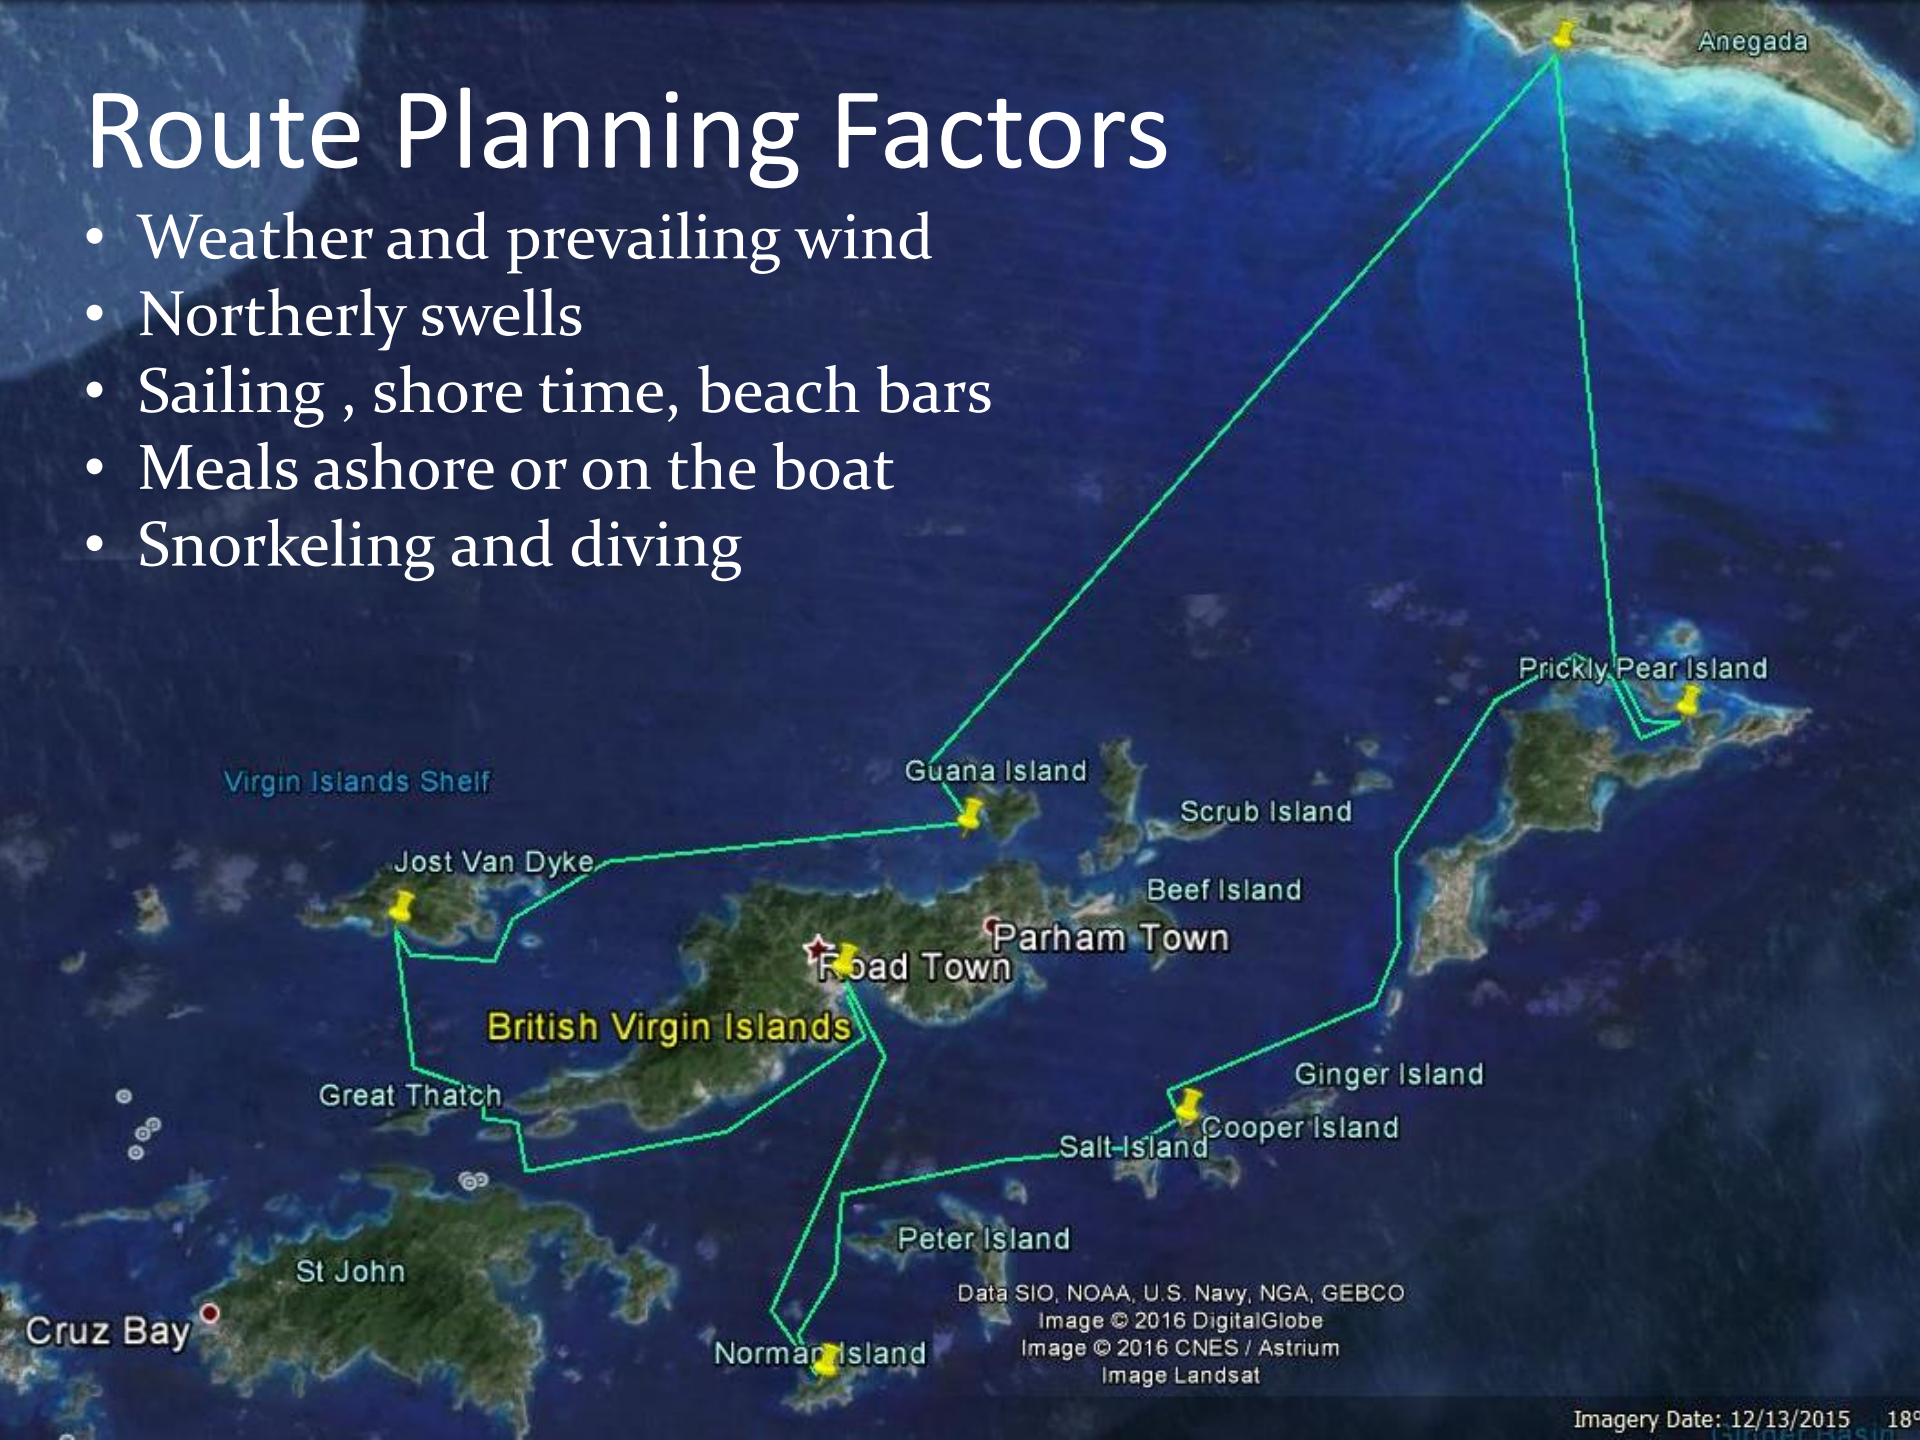 Anegada
Route Planning Factors
• Weather and prevailing wind
• Northerly swells
• Sailing , shore time, beach bars
• Meals ashore or on the boat
• Snorkeling and diving
Prickly Pear Island
Guana Island
Virgin Islands Shelf
Scrub Island
Jost Van Dyke
Beef Island
Parham Town
Road Town
British Virgin Islands
Ginger Island
Great Thatch
Cooper Island
Salt Island
Peter Island
St John
Data SIO, NOAA, U.S. Navy, NGA, GEBCO
Image © 2016 DigitalGlobe
Cruz Bay
Image © 2016 CNES / Astrium
Norman Island
Image Landsat
Imagery Date: 12/13/2015 18°
Ginger Basin